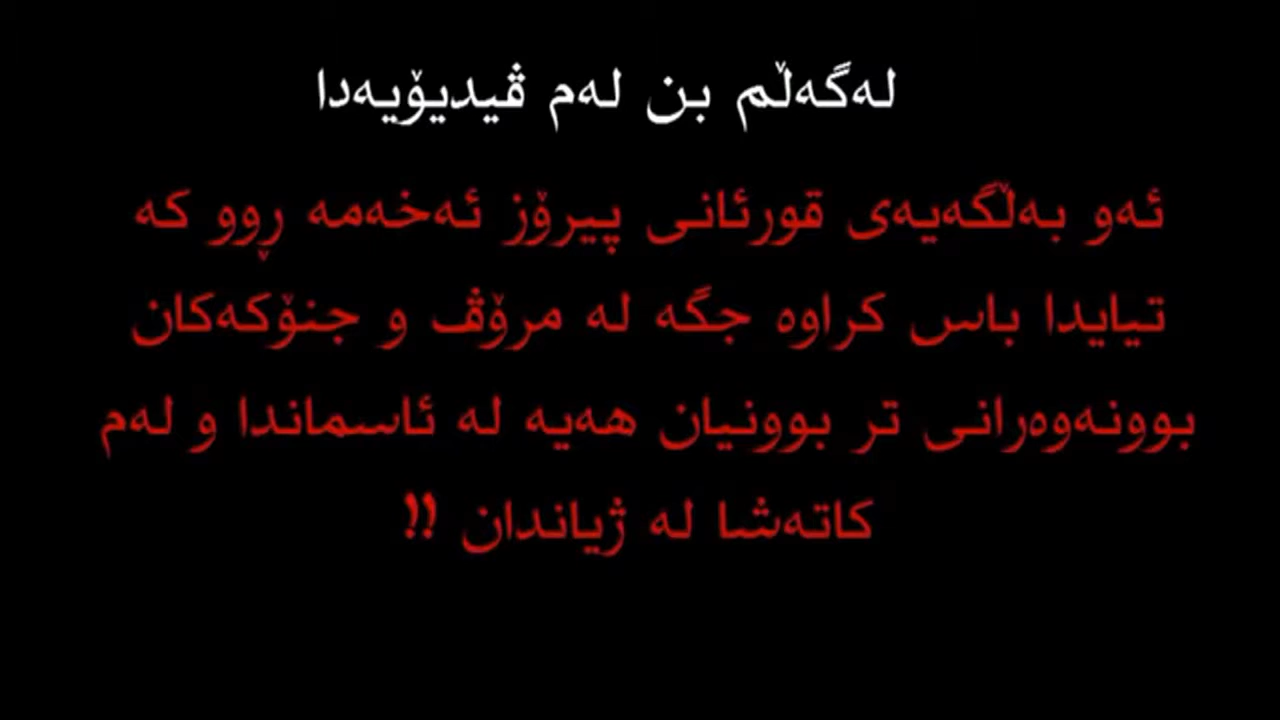 لەگەڵم بن لەم ڤیدیۆیەدا
ئەو بەڵگەیەی قورئانی پیرۆز ئەخەمە ڕوو کە
تیایدا باس کراوە جگە لە مرۆڤ و جنۆکەکان
بوونەوەرانی تر بوونیان هەیە لە ئاسماندا و لەم
کاتەشا لە ژیاندان !!